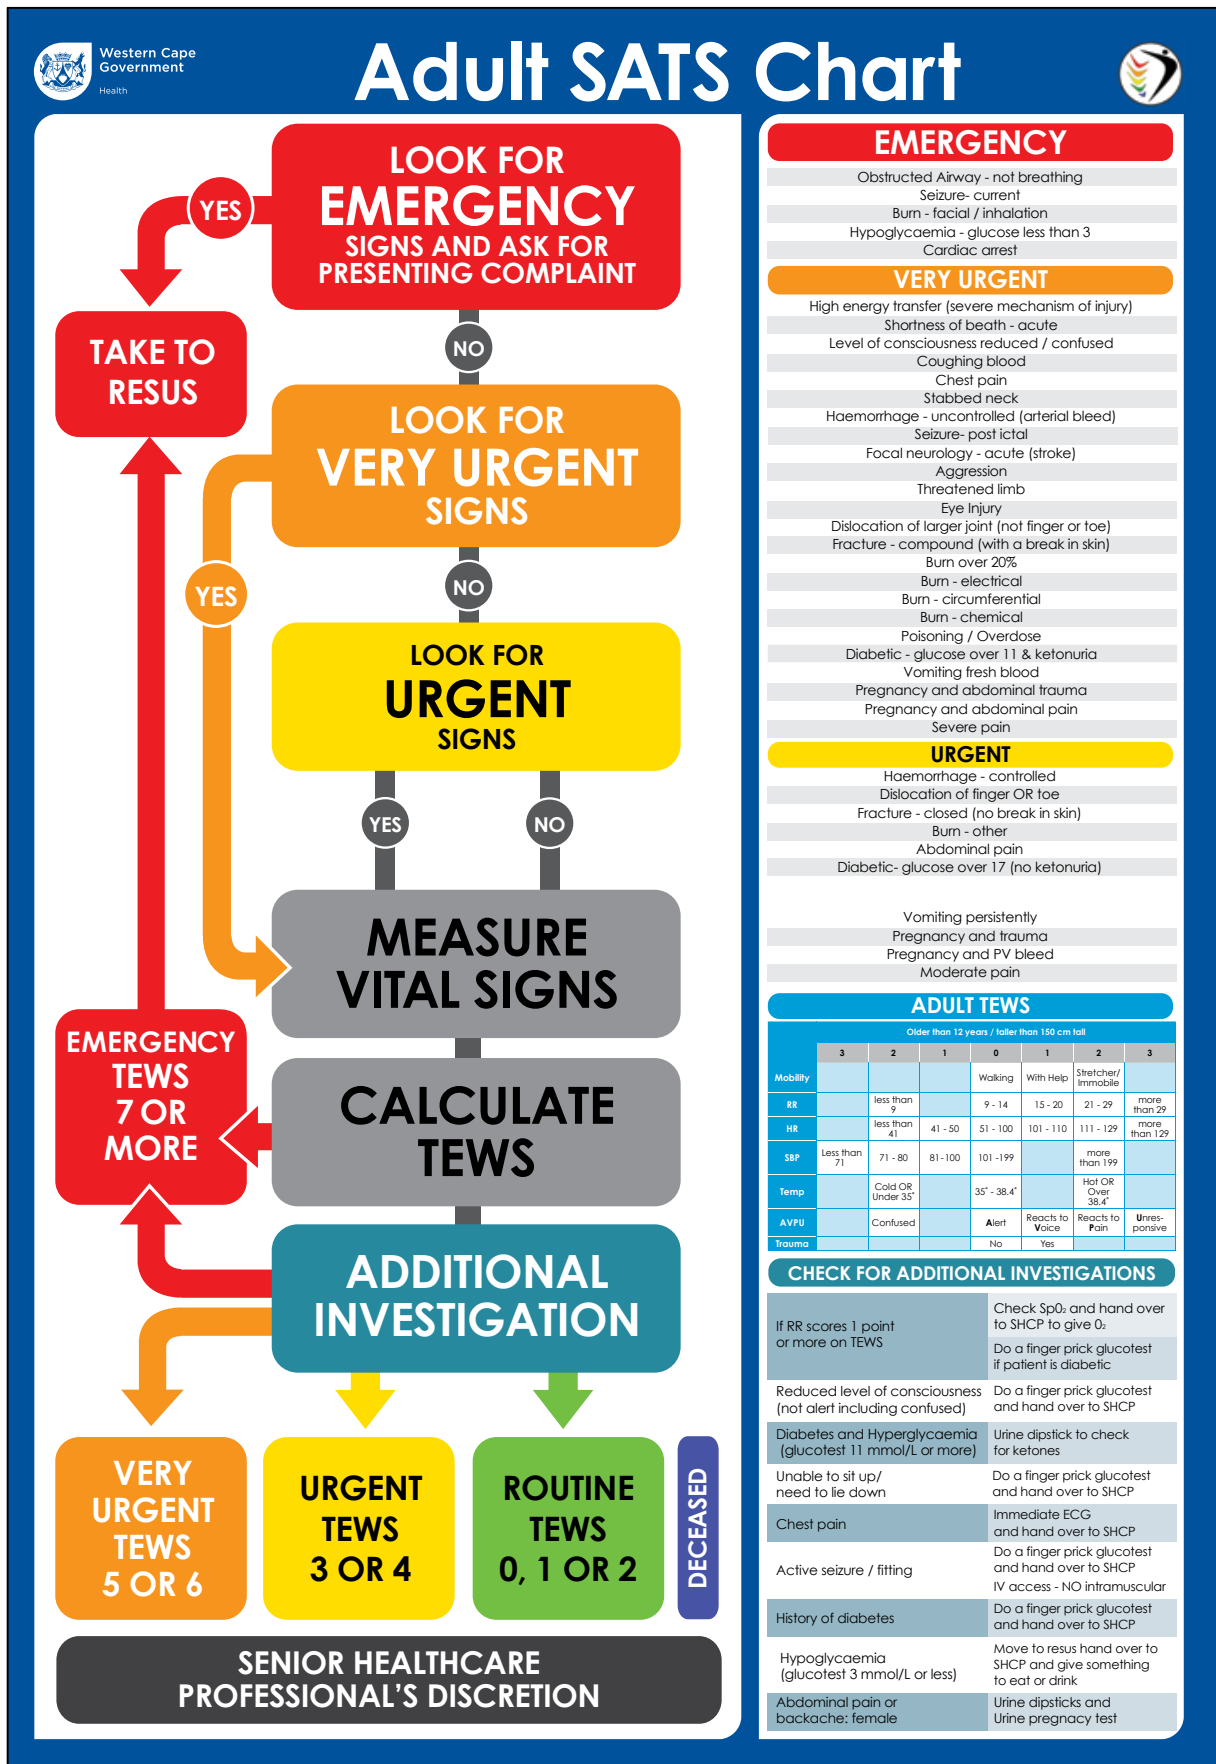 Western Cape
Government
Health
Adult SATS Chart
LOOK FOR
EMERGENCY
SIGNS AND ASK FOR
PRESENTING COMPLAINT
YES
NO
TAKE TO
RESUS
LOOK FOR
VERY URGENT
SIGNS
YES
NO
LOOK FOR
URGENT
SIGNS
YES
NO
MEASURE
VITAL SIGNS
EMERGENCY
TEWS
7 OR
MORE
CALCULATE
TEWS
ADDITIONAL
INVESTIGATION
VERY
URGENT
TEWS
5 OR 6
URGENT
TEWS
3 OR 4
ROUTINE
TEWS
0, 1 OR 2
DECEASED
SENIOR HEALTHCARE
PROFESSIONAL'S DISCRETION
EMERGENCY
Obstructed Airway - not breathing
Seizure- current
Burn - facial / inhalation
Hypoglycaemia - glucose less than 3
Cardiac arrest
VERY URGENT
High energy transfer (severe mechanism of injury)
Shortness of beath - acute
Level of consciousness reduced / confused
Coughing blood
Chest pain
Stabbed neck
Haemorrhage - uncontrolled (arterial bleed)
Seizure- post ictal
Focal neurology - acute (stroke)
Aggression
Threatened limb
Eye Injury
Dislocation of larger joint (not finger or toe)
Fracture - compound (with a break in skin)
Burn over 20%
Burn - electrical
Burn - circumferential
Burn - chemical
Poisoning / Overdose
Diabetic - glucose over 11 & ketonuria
Vomiting fresh blood
Pregnancy and abdominal trauma
Pregnancy and abdominal pain
Severe pain
URGENT
Haemorrhage - controlled
Dislocation of finger OR toe
Fracture - closed (no break in skin)
Burn - other
Abdominal pain
Diabetic- glucose over 17 (no ketonuria)
Vomiting persistently
Pregnancy and trauma
Pregnancy and PV bleed
Moderate pain
ADULT TEWS
Older than 12 years / taller than 150 cm tall
3 2 1 0 1 2 3
Mobility Walking With Help Stretcher/ Immobile
RR less than 9 9 - 14 15 - 20 21 - 29 more than 29
HR less than 41 41 - 50 51 - 100 101 - 110 111 - 129 more than 129
SBP Less than 71 71 - 80 81-100 101 -199 more than 199
Temp Cold OR Under 35˚ 35˚ - 38.4˚ Hot OR Over 38.4˚
AVPU Confused Alert Reacts to Voice Reacts to Pain Unres- ponsive
Trauma No Yes
CHECK FOR ADDITIONAL INVESTIGATIONS
If RR scores 1 point
or more on TEWS
Check Sp0₂ and hand over
to SHCP to give 0₂
Do a finger prick glucotest
if patient is diabetic
Reduced level of consciousness
(not alert including confused)
Do a finger prick glucotest
and hand over to SHCP
Diabetes and Hyperglycaemia
(glucotest 11 mmol/L or more)
Urine dipstick to check
for ketones
Unable to sit up/
need to lie down
Do a finger prick glucotest
and hand over to SHCP
Chest pain
Immediate ECG
and hand over to SHCP
Active seizure / fitting
Do a finger prick glucotest
and hand over to SHCP
IV access - NO intramuscular
History of diabetes
Do a finger prick glucotest
and hand over to SHCP
Hypoglycaemia
(glucotest 3 mmol/L or less)
Move to resus hand over to
SHCP and give something
to eat or drink
Abdominal pain or
backache: female
Urine dipsticks and
Urine pregnacy test